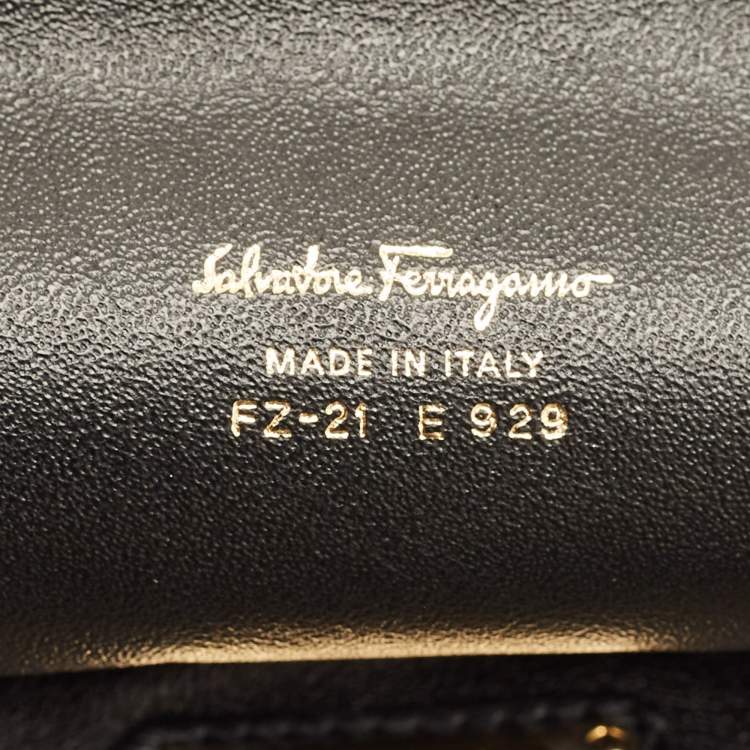 Salvatore Ferragamo
MADE IN ITALY
FZ-21 E 929